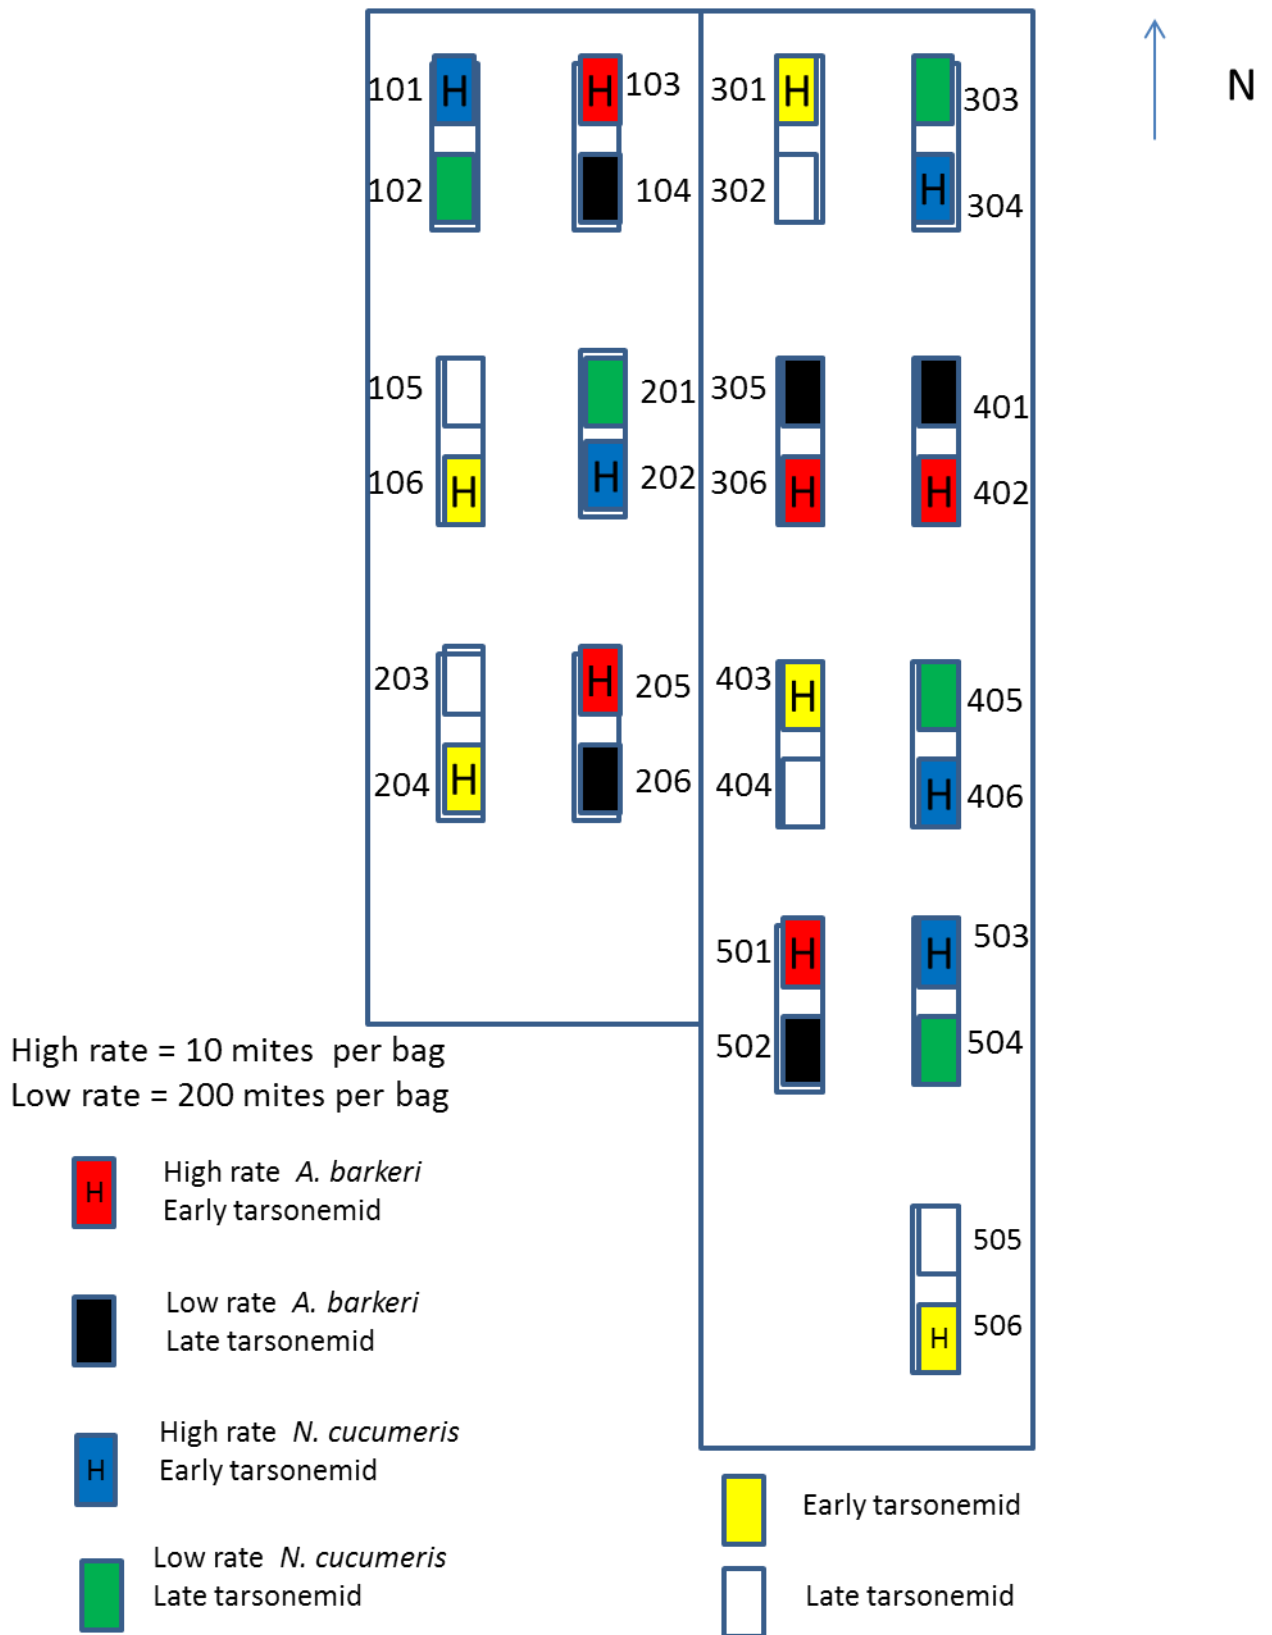 101 H H 103 301 H 303
102 104 302 H 304
N
105 201 305 401
106 H H 202 306 H H 402
203 H 205 403 H 405
204 H 206 404 H 406
501 H H 503
502 504
505
H 506
High rate = 10 mites per bag
Low rate = 200 mites per bag
H
High rate A. barkeri
Early tarsonemid
Low rate A. barkeri
Late tarsonemid
H
High rate N. cucumeris
Early tarsonemid
Low rate N. cucumeris
Late tarsonemid
Early tarsonemid
Late tarsonemid